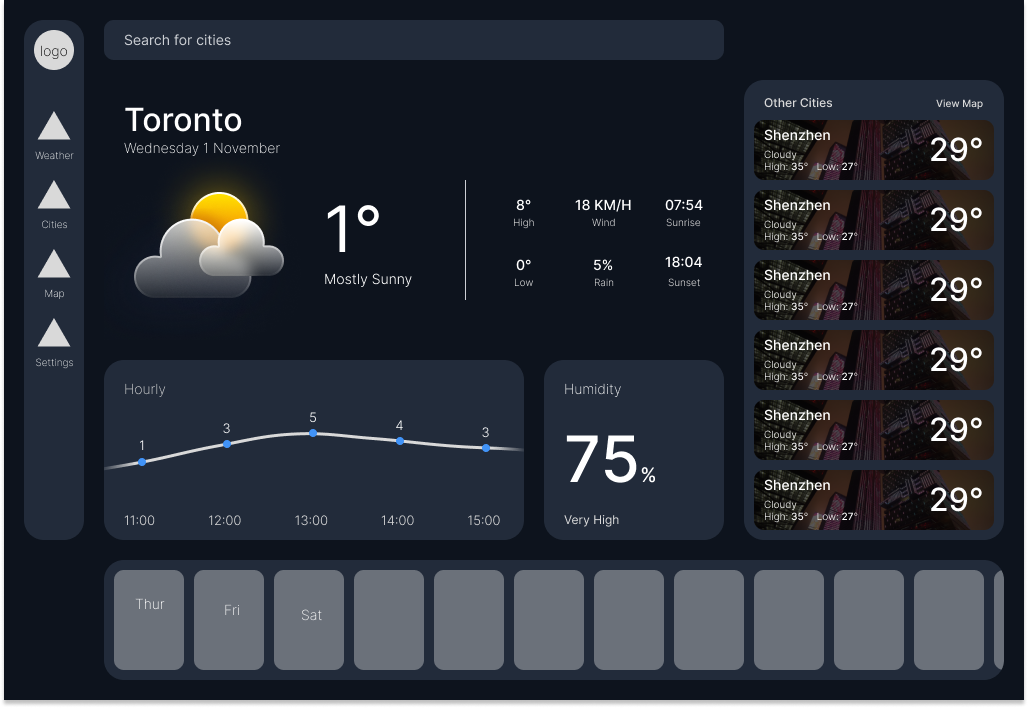 logo
Weather
Cities
Map
Settings
Search for cities
Toronto
Wednesday 1 November
1°
Mostly Sunny
8°
High
18 KM/H
Wind
07:54
Sunrise
0°
Low
5%
Rain
18:04
Sunset
Hourly
1
3
5
4
3
11:00
12:00
13:00
14:00
15:00
Humidity
75%
Very High
Other Cities
View Map
Shenzhen
Cloudy
High: 35° Low: 27°
29°
Shenzhen
Cloudy
High: 35° Low: 27°
29°
Shenzhen
Cloudy
High: 35° Low: 27°
29°
Shenzhen
Cloudy
High: 35° Low: 27°
29°
Shenzhen
Cloudy
High: 35° Low: 27°
29°
Shenzhen
Cloudy
High: 35° Low: 27°
29°
Thur
Fri
Sat